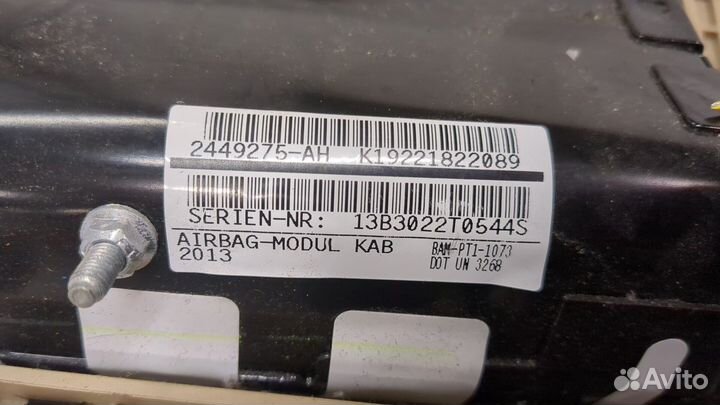 2449275-AH K19221822089
SERIEN-NR: 13B3022T0544S
AIRBAG-MODUL KAB BAM-PT1-1073
2013 DOT UN 3268
Avito